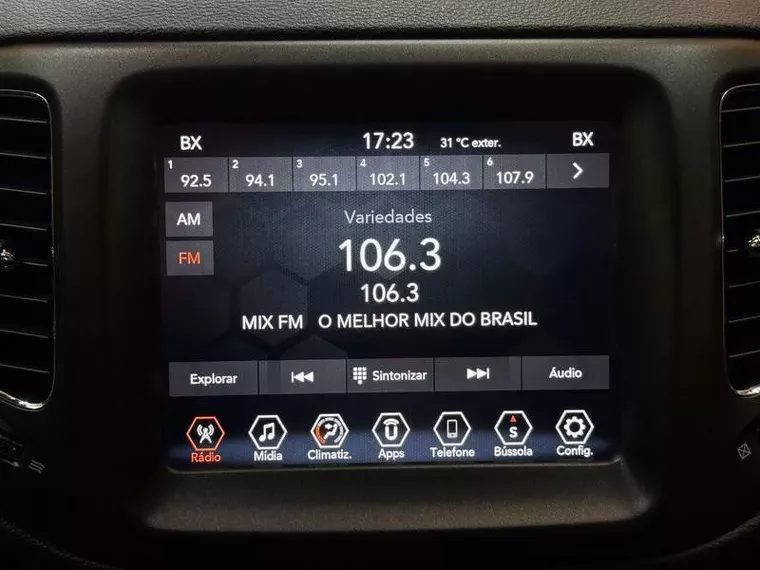 BX 17:23 31 °C exter. BX
1 2 3 4 5 6
92.5 94.1 95.1 102.1 104.3 107.9
AM
Variedades
FM
106.3
106.3
MIX FM O MELHOR MIX DO BRASIL
Explorar Sintonizar Áudio
U S
Rádio Mídia Climatiz. Apps Telefone Bússola Config.